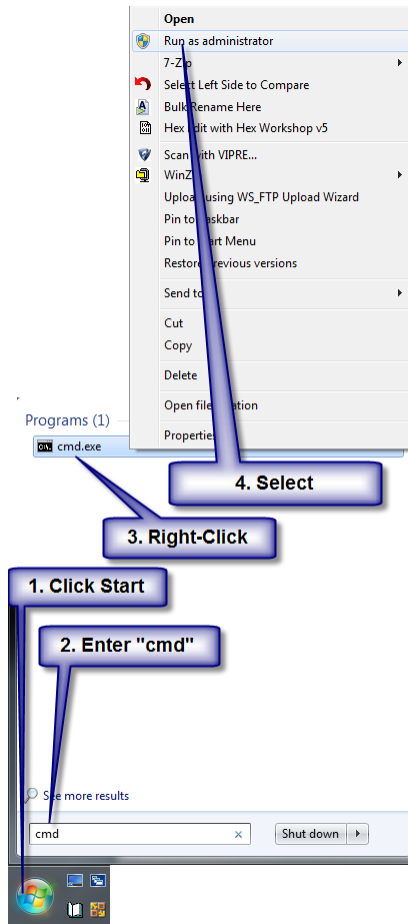 Open
Run as administrator
7-Zip
Select Left Side to Compare
Bulk Rename Here
Hex Edit with Hex Workshop v5
Scan with VIPRE...
WinZ
Upload using WS_FTP Upload Wizard
Pin to Taskbar
Pin to Start Menu
Restore previous versions
Send to
Cut
Copy
Delete
Open file location
Properties
Programs (1)
cmd.exe
4. Select
3. Right-Click
1. Click Start
2. Enter "cmd"
See more results
cmd
Shut down